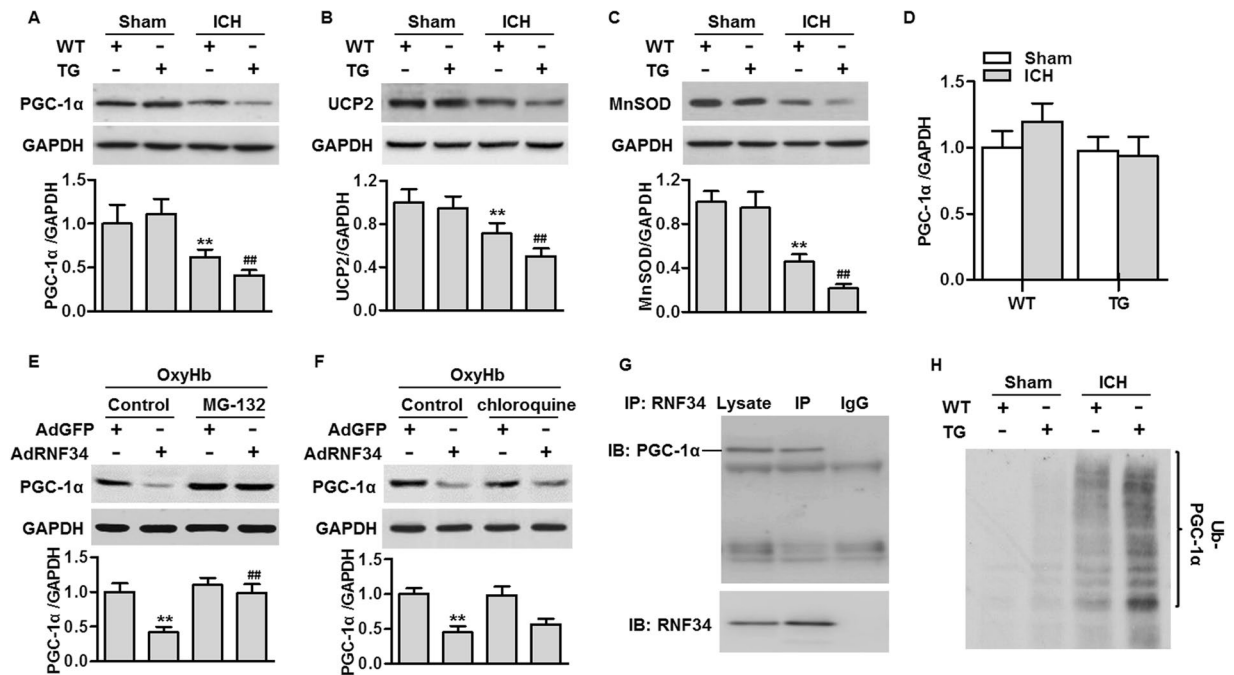 A
Sham ICH
WT + - + -
TG - + - +
PGC-1α
GAPDH
PGC-1α /GAPDH
1.5
1.0
0.5
0.0
**
##
B
Sham ICH
WT + - + -
TG - + - +
UCP2
GAPDH
UCP2/GAPDH
1.2
0.8
0.4
0.0
**
##
C
Sham ICH
WT + - + -
TG - + - +
MnSOD
GAPDH
MnSOD/GAPDH
1.2
0.8
0.4
0.0
**
##
D
Sham
ICH
PGC-1α /GAPDH
1.5
1.0
0.5
0.0
WT TG
E
OxyHb
Control MG-132
AdGFP + - + -
AdRNF34 - + - +
PGC-1α
GAPDH
PGC-1α /GAPDH
1.5
1.0
0.5
0.0
**
##
F
OxyHb
Control chloroquine
AdGFP + - + -
AdRNF34 - + - +
PGC-1α
GAPDH
PGC-1α /GAPDH
1.5
1.0
0.5
0.0
**
G
IP: RNF34 Lysate IP IgG
IB: PGC-1α
IB: RNF34
H
Sham ICH
WT + - + -
TG - + - +
Ub-
PGC-1α